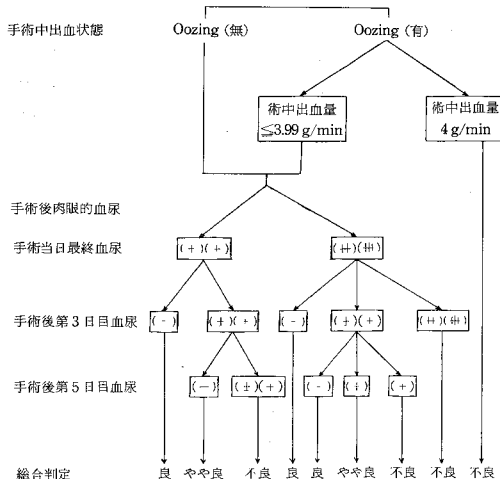 手術中出血状態 Oozing (無) Oozing (有)
術中出血量 術中出血量
≦3.99 g/min 4 g/min
手術後肉眼的血尿
手術当日最終血尿 (+) (卅)
手術後第3日目血尿 (-) (±)(+) (-) (±)(+) (卅)
手術後第5日目血尿 (-) (±)(+) (-) (±) (+)
総合判定 良 やや良 不良 良 良 やや良 不良 不良 不良